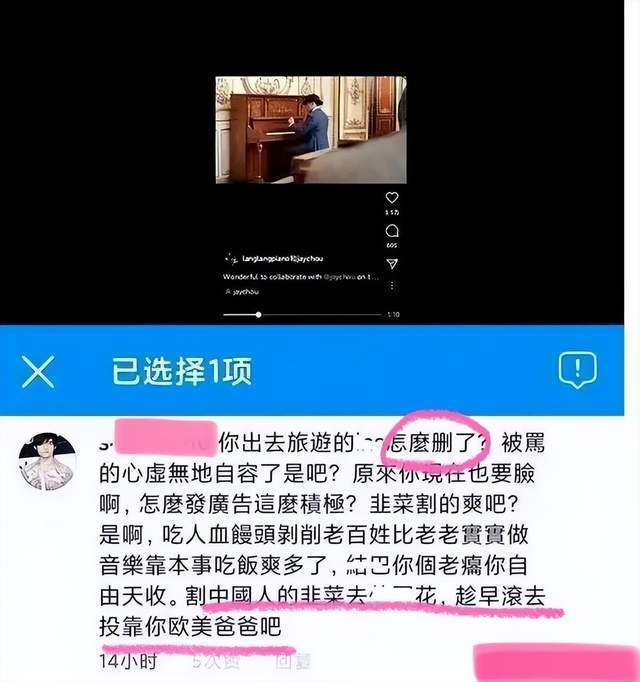 1.5万
605
langlangpiano和jaychou
Wonderful to collaborate with @jaychou on t...
jaychou
1:10
已选择1项
你出去旅遊的 怎麼刪了？被罵
的心虛無地自容了是吧？原來你現在也要臉
啊，怎麼發廣告這麼積極？韭菜割的爽吧？
是啊，吃人血饅頭剝削老百姓比老老實實做
音樂靠本事吃飯爽多了，結巴你個老癟你自
由天收。割中國人的韭菜去 花，趁早滾去
投靠你欧美爸爸吧
14小时 5次赞 回复